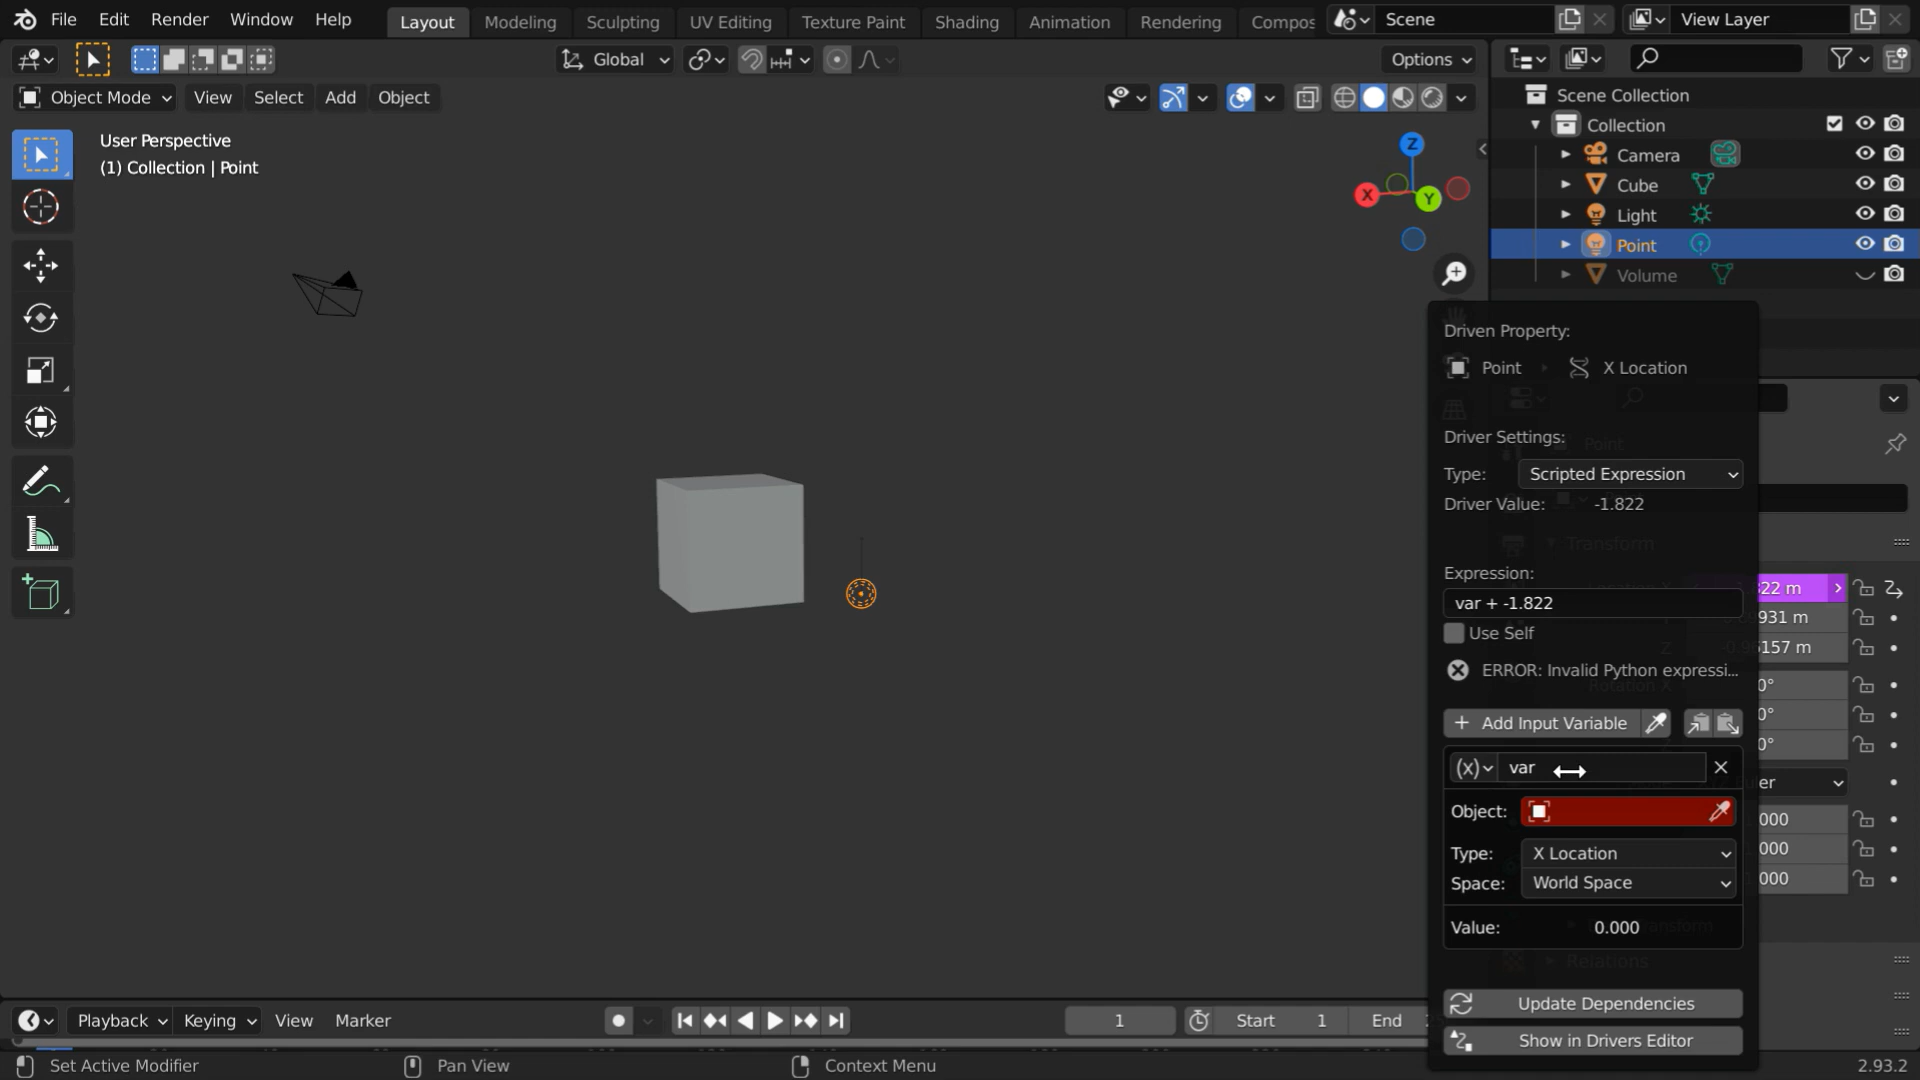 File Edit Render Window Help Layout Modeling Sculpting UV Editing Texture Paint Shading Animation Rendering Compos Scene View Layer
Global Options
Object Mode View Select Add Object
User Perspective
(1) Collection | Point
Z
X
Y
Scene Collection
Collection
Camera
Cube
Light
Point
Volume
Driven Property:
Point X Location
Point
Driver Settings:
Type: Scripted Expression
Driver Value: -1.822
Transform
Expression:
22 m
var + -1.822
931 m
Use Self
Z 157 m
ERROR: Invalid Python expressi...
Rotation X 0°
0°
Add Input Variable
0°
(x) var
er
Object:
000
Type: X Location
000
Space: World Space
000
Value: 0.000
Relations
Update Dependencies
Playback Keying View Marker 1 Start 1 End
Show in Drivers Editor
Set Active Modifier Pan View Context Menu 2.93.2